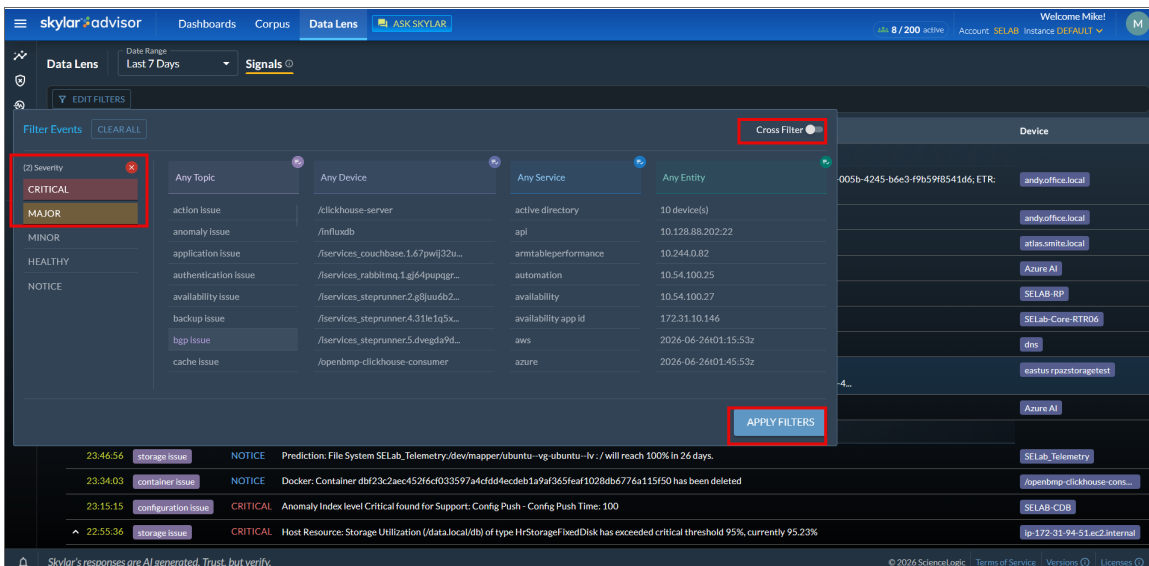 skylar advisor Dashboards Corpus Data Lens ASK SKYLAR 8 / 200 active Account SELAB Instance DEFAULT Welcome Mike! M
Data Lens Date Range Last 7 Days Signals
EDIT FILTERS
Filter Events CLEAR ALL Cross Filter Device
(2) Severity Any Topic Any Device Any Service Any Entity
CRITICAL -005b-4245-b6e3-f9b59f8541d6; ETR: andy.office.local
MAJOR action issue /clickhouse-server active directory 10 device(s) andy.office.local
MINOR anomaly issue /influxdb api 10.128.88.202:22 atlas.smite.local
HEALTHY application issue /iservices_couchbase.1.67pwij32u... armtableperformance 10.244.0.82 Azure AI
NOTICE authentication issue /iservices_rabbitmq.1.gj64pupqgr... automation 10.54.100.25
availability issue /iservices_steprunner.2.g8juu6b2... availability 10.54.100.27 SELAB-RP
backup issue /iservices_steprunner.4.31le1q5x... availability app id 172.31.10.146 SELab-Core-RTR06
bgp issue /iservices_steprunner.5.dvegda9d... aws 2026-06-26t01:15:53z dns
cache issue /openbmp-clickhouse-consumer azure 2026-06-26t01:45:53z eastus rpazstoragetest
-4...
Azure AI
APPLY FILTERS
23:46:56 storage issue NOTICE Prediction: File System SELab_Telemetry:/dev/mapper/ubuntu--vg-ubuntu--lv : / will reach 100% in 26 days. SELab_Telemetry
23:34:03 container issue NOTICE Docker: Container dbf23c2aec452f6cf033597a4cfdd4ecdeb1a9af365feaf1028db6776a115f50 has been deleted /openbmp-clickhouse-cons...
23:15:15 configuration issue CRITICAL Anomaly Index level Critical found for Support: Config Push - Config Push Time: 100 SELAB-CDB
22:55:36 storage issue CRITICAL Host Resource: Storage Utilization (/data.local/db) of type HrStorageFixedDisk has exceeded critical threshold 95%, currently 95.23% ip-172-31-94-51.ec2.internal
Skylar's responses are AI generated. Trust, but verify. © 2026 ScienceLogic Terms of Service Versions Licenses